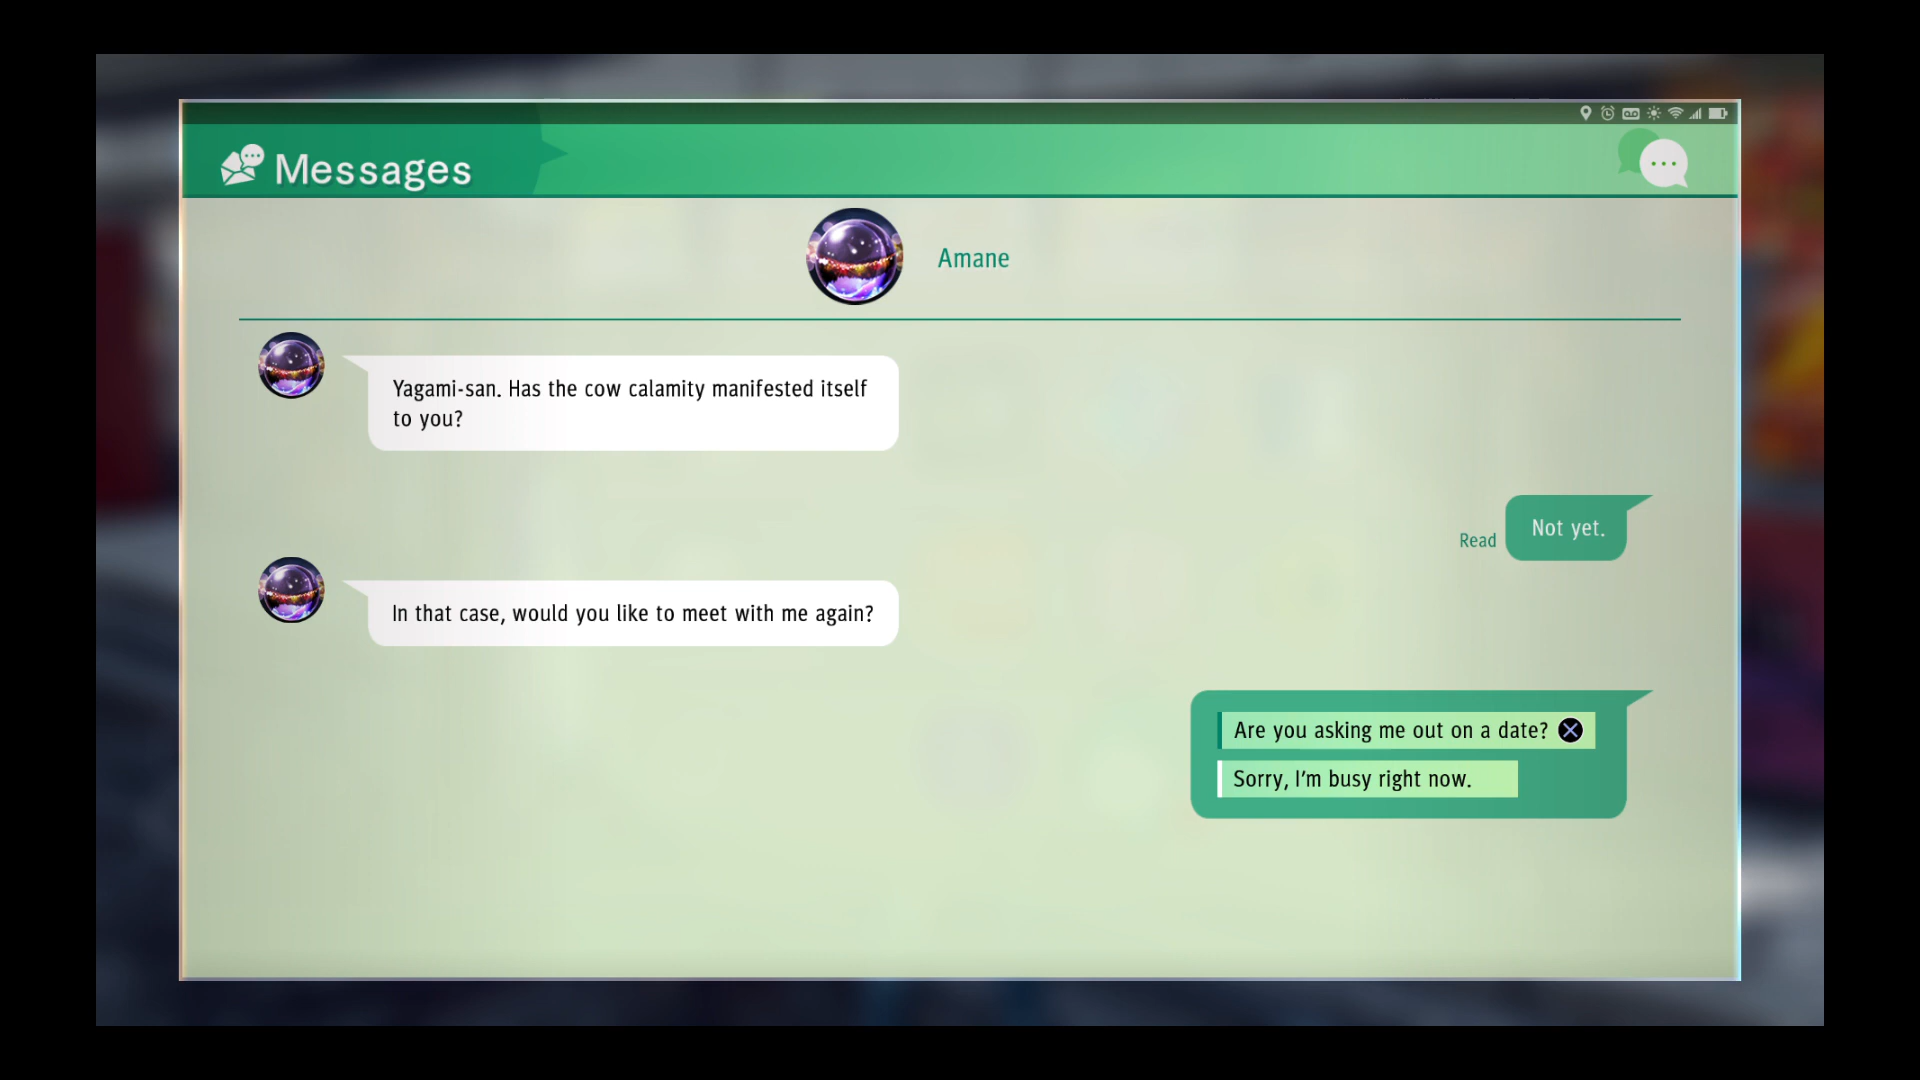 Messages
Amane
Yagami-san. Has the cow calamity manifested itself
to you?
Not yet.
Read
In that case, would you like to meet with me again?
Are you asking me out on a date?
Sorry, I'm busy right now.